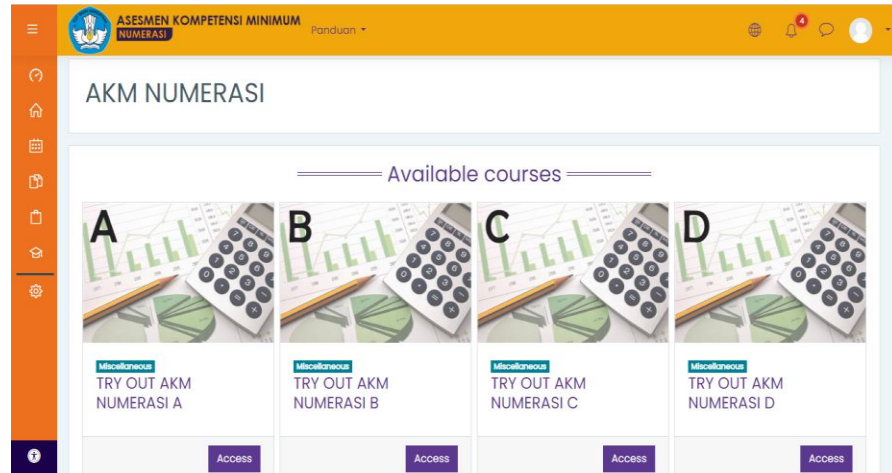 ASESMEN KOMPETENSI MINIMUM
NUMERASI
Panduan
4
AKM NUMERASI
Available courses
A
B
C
D
Miscellaneous
TRY OUT AKM
NUMERASI A
Miscellaneous
TRY OUT AKM
NUMERASI B
Miscellaneous
TRY OUT AKM
NUMERASI C
Miscellaneous
TRY OUT AKM
NUMERASI D
Access
Access
Access
Access